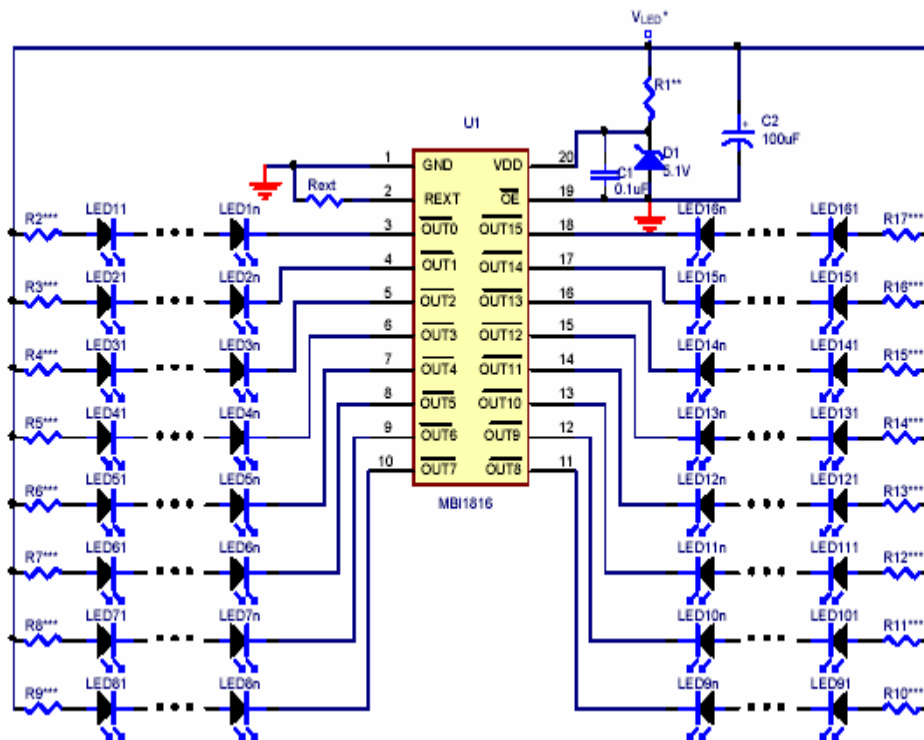 VLED*
R1**
C2
100uF
U1
D1
5.1V
C1
0.1uF
1 GND VDD 20
Rext 2 REXT OE 19
R2*** LED11 LED1n 3 OUT0 OUT15 18 LED16n LED161 R17***
R3*** LED21 LED2n 4 OUT1 OUT14 17 LED15n LED151 R16***
R4*** LED31 LED3n 5 OUT2 OUT13 16 LED14n LED141 R15***
R5*** LED41 LED4n 6 OUT3 OUT12 15 LED13n LED131 R14***
R6*** LED51 LED5n 7 OUT4 OUT11 14 LED12n LED121 R13***
R7*** LED61 LED6n 8 OUT5 OUT10 13 LED11n LED111 R12***
R8*** LED71 LED7n 9 OUT6 OUT9 12 LED10n LED101 R11***
R9*** LED81 LED8n 10 OUT7 OUT8 11 LED9n LED91 R10***
MBI1816